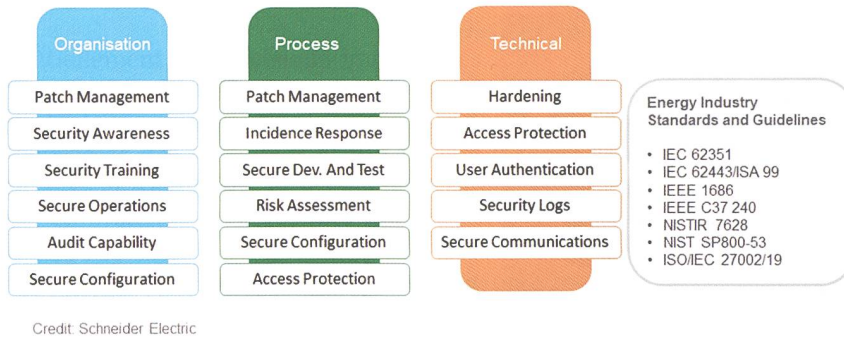 Organisation
Patch Management
Security Awareness
Security Training
Secure Operations
Audit Capability
Secure Configuration
Process
Patch Management
Incidence Response
Secure Dev. And Test
Risk Assessment
Secure Configuration
Access Protection
Technical
Hardening
Access Protection
User Authentication
Security Logs
Secure Communications
Energy Industry
Standards and Guidelines
• IEC 62351
• IEC 62443/ISA 99
• IEEE 1686
• IEEE C37 240
• NISTIR 7628
• NIST SP800-53
• ISO/IEC 27002/19
Credit: Schneider Electric